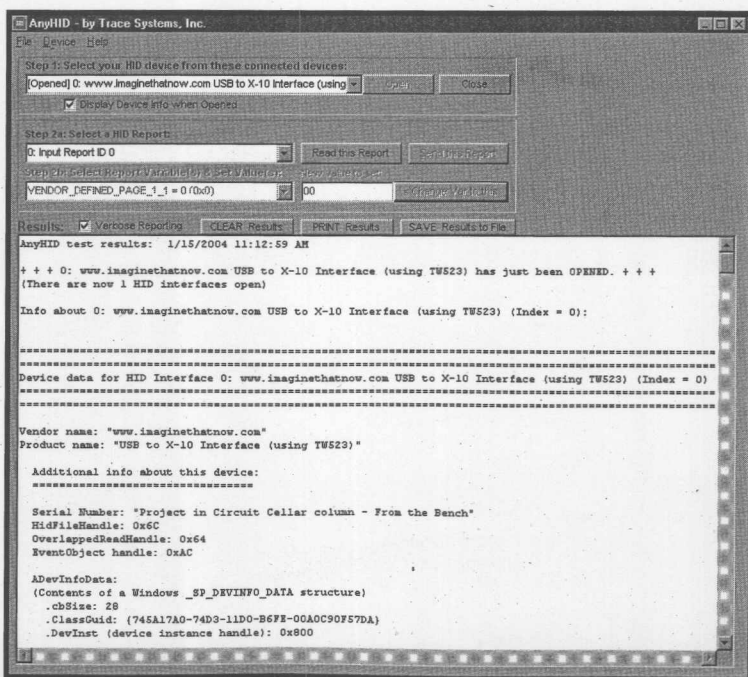 AnyHID - by Trace Systems, Inc.
File Device Help
Step 1: Select your HID device from these connected devices:
[Opened] 0: www.imaginethatnow.com USB to X-10 Interface (using Open Close
Display Device Info when Opened
Step 2a: Select a HID Report:
0: Input Report ID 0 Read this Report Send this Report
Step 2b: Select Report Variable(s) & Set Value(s): New Value to Set:
VENDOR_DEFINED_PAGE_1_1 = 0 (0x0) 00 Change Variable
Results: Verbose Reporting CLEAR Results PRINT Results SAVE Results to File
AnyHID test results: 1/15/2004 11:12:59 AM
+ + + 0: www.imaginethatnow.com USB to X-10 Interface (using TW523) has just been OPENED. + + +
(There are now 1 HID interfaces open)
Info about 0: www.imaginethatnow.com USB to X-10 Interface (using TW523) (Index = 0):
Device data for HID Interface 0: www.imaginethatnow.com USB to X-10 Interface (using TW523) (Index = 0)
Vendor name: "www.imaginethatnow.com"
Product name: "USB to X-10 Interface (using TW523)"
Additional info about this device:
Serial Number: "Project in Circuit Cellar column - From the Bench"
HidFileHandle: 0x6C
OverlappedReadHandle: 0x64
EventObject handle: 0xAC
ADevInfoData:
(Contents of a Windows _SP_DEVINFO_DATA structure)
.cbSize: 28
.ClassGuid: {745A17A0-74D3-11D0-B6FE-00A0C90F57DA}
.DevInst (device instance handle): 0x800